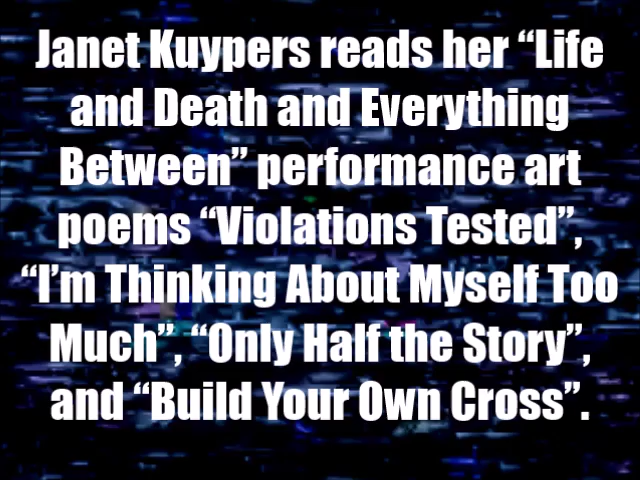 Janet Kuypers reads her “Life
and Death and Everything
Between” performance art
poems “Violations Tested”,
“I’m Thinking About Myself Too
Much”, “Only Half the Story”,
and “Build Your Own Cross”.